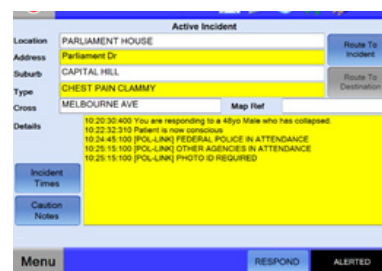 Active Incident
Location PARLIAMENT HOUSE
Route To Incident
Address Parliament Dr
Suburb CAPITAL HILL
Route To Destination
Type CHEST PAIN CLAMMY
Cross MELBOURNE AVE Map Ref
Details 10:20:30:400 You are responding to a 48yo Male who has collapsed.
10:22:32:310 Patient is now conscious
10:24:45:100 [POL-LINK] FEDERAL POLICE IN ATTENDANCE
10:25:15:100 [POL-LINK] OTHER AGENCIES IN ATTENDANCE
10:25:15:100 [POL-LINK] PHOTO ID REQUIRED
Incident Times
Caution Notes
Menu RESPOND ALERTED